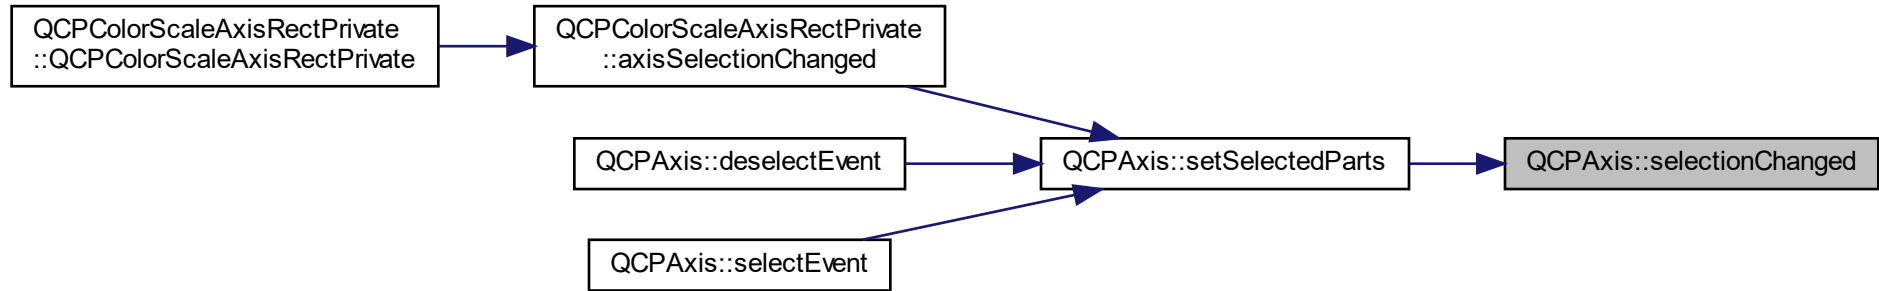 QCPColorScaleAxisRectPrivate
::QCPColorScaleAxisRectPrivate
QCPColorScaleAxisRectPrivate
::axisSelectionChanged
QCPAxis::deselectEvent
QCPAxis::setSelectedParts
QCPAxis::selectionChanged
QCPAxis::selectEvent